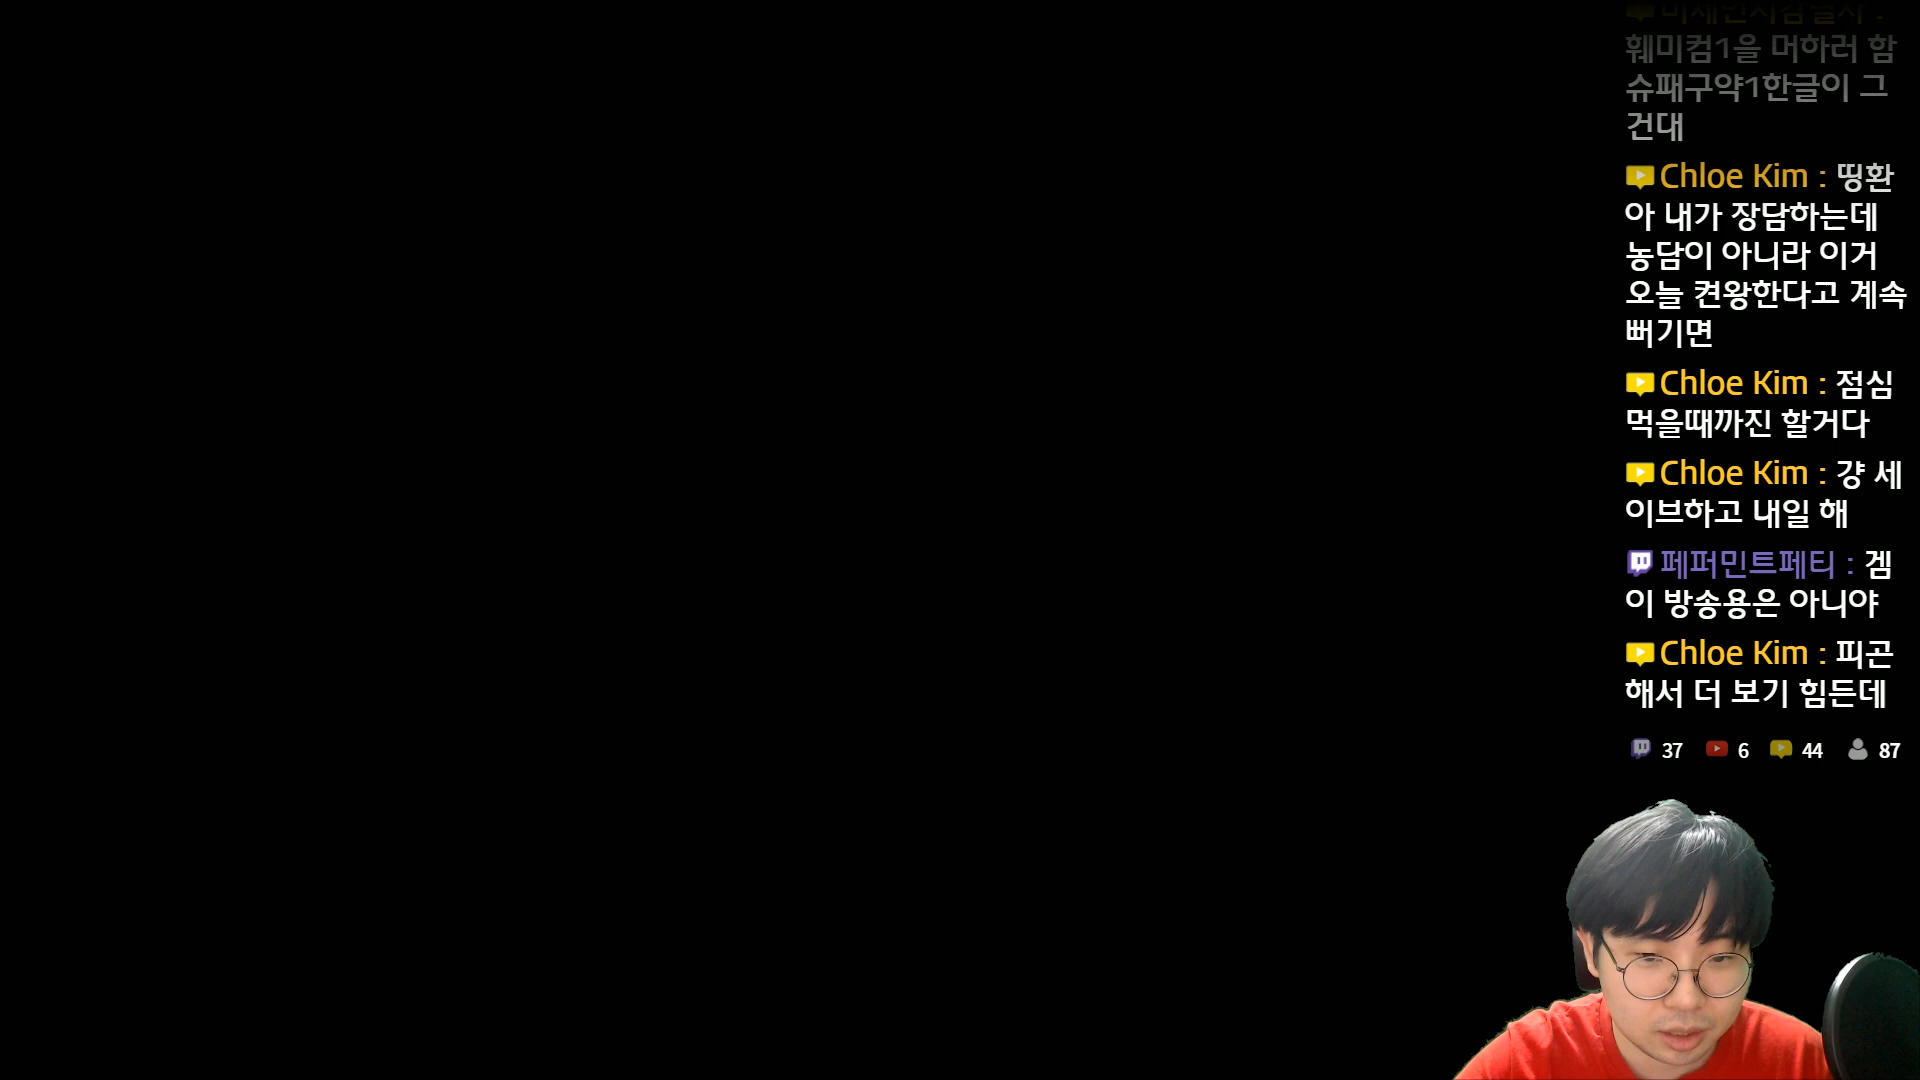 훼미컴1을 머하러 함
슈패구약1한글이 그
건대
Chloe Kim : 띵환
아 내가 장담하는데
농담이 아니라 이거
오늘 켠왕한다고 계속
뻐기면
Chloe Kim : 점심
먹을때까진 할거다
Chloe Kim : 걍 세
이브하고 내일 해
페퍼민트페티 : 겜
이 방송용은 아니야
Chloe Kim : 피곤
해서 더 보기 힘든데
37 6 44 87